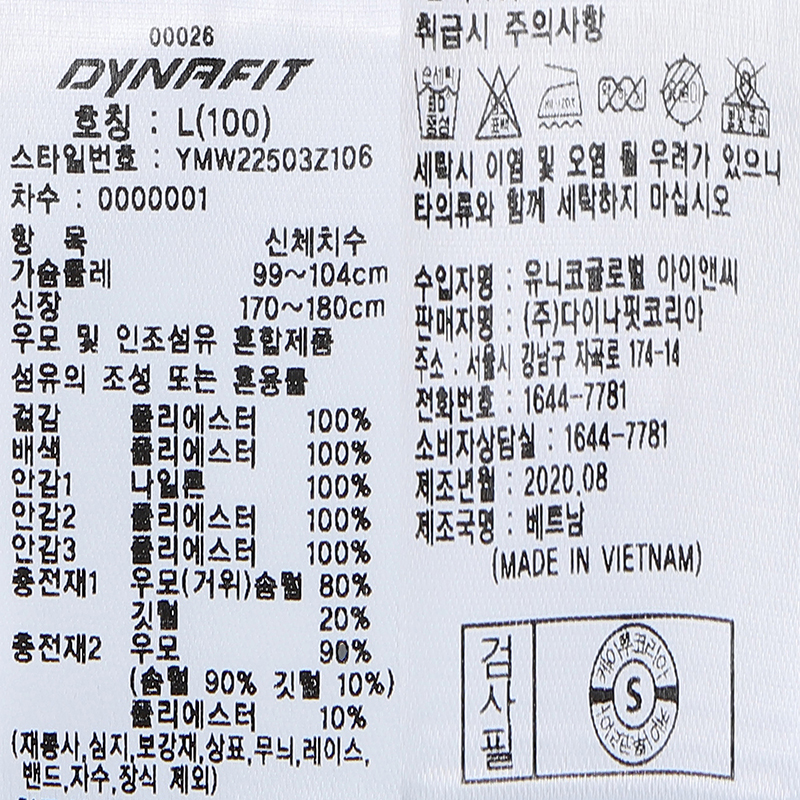 00026
DYNAFIT
호칭 : L(100)
스타일번호 : YMW22503Z106
차수 : 0000001
항 목 신체치수
가슴둘레 99~104cm
신장 170~180cm
우모 및 인조섬유 혼합제품
섬유의 조성 또는 혼용률
겉감 폴리에스터 100%
배색 폴리에스터 100%
안감1 나일론 100%
안감2 폴리에스터 100%
안감3 폴리에스터 100%
충전재1 우모(거위)솜털 80%
깃털 20%
충전재2 우모 90%
(솜털 90% 깃털 10%)
폴리에스터 10%
(재봉사,심지,보강재,상표,무늬,레이스,
밴드,자수,장식 제외)
취급시 주의사항
손세탁
중성
세탁시 이염 및 오염 될 우려가 있으니
타의류와 함께 세탁하지 마십시오
수입자명 : 유니코글로벌 아이앤씨
판매자명 : (주)다이나핏코리아
주소 : 서울시 강남구 자곡로 174-14
전화번호 : 1644-7781
소비자상담실 : 1644-7781
제조년월 : 2020.08
제조국명 : 베트남
(MADE IN VIETNAM)
검사필
S